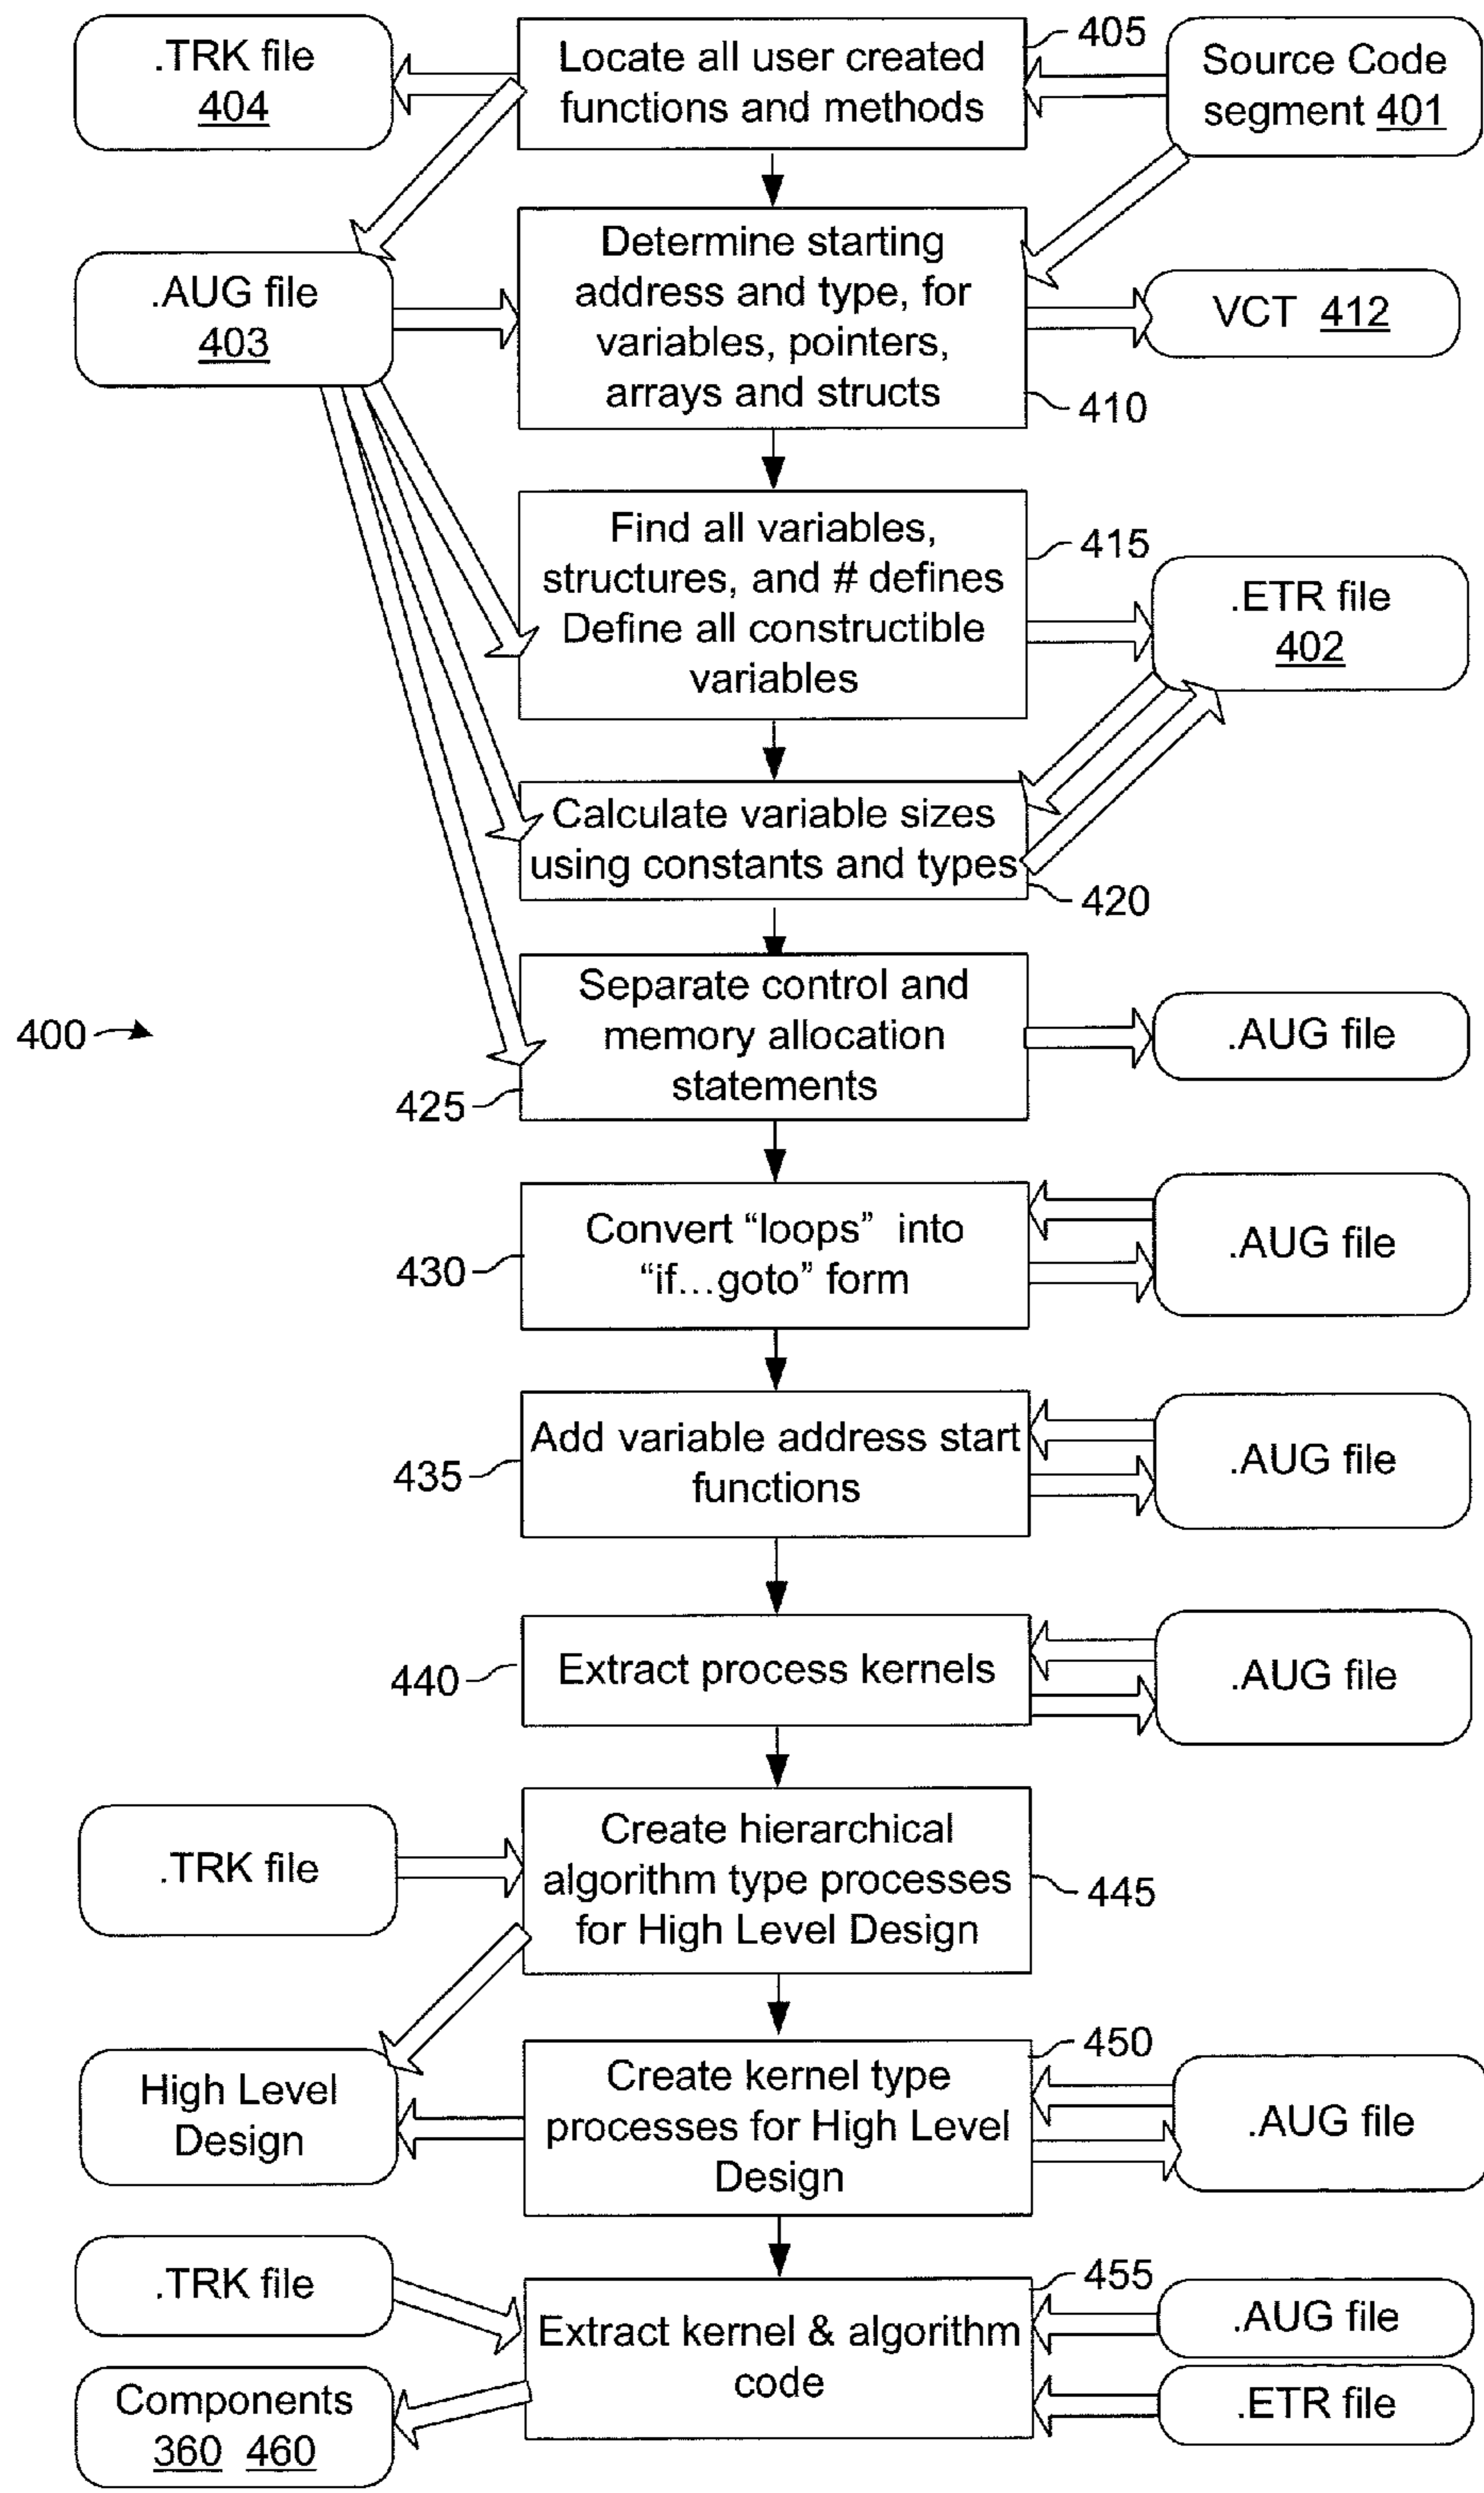 .TRK file
404
Locate all user created
functions and methods
405
Source Code
segment 401
.AUG file
403
Determine starting
address and type, for
variables, pointers,
arrays and structs
VCT 412
410
Find all variables,
structures, and # defines
Define all constructible
variables
415
.ETR file
402
Calculate variable sizes
using constants and types
420
400
Separate control and
memory allocation
statements
425
.AUG file
Convert “loops” into
“if...goto” form
430
.AUG file
Add variable address start
functions
435
.AUG file
Extract process kernels
440
.AUG file
.TRK file
Create hierarchical
algorithm type processes
for High Level Design
445
High Level
Design
Create kernel type
processes for High Level
Design
450
.AUG file
.TRK file
Extract kernel & algorithm
code
455
.AUG file
.ETR file
Components
360 460